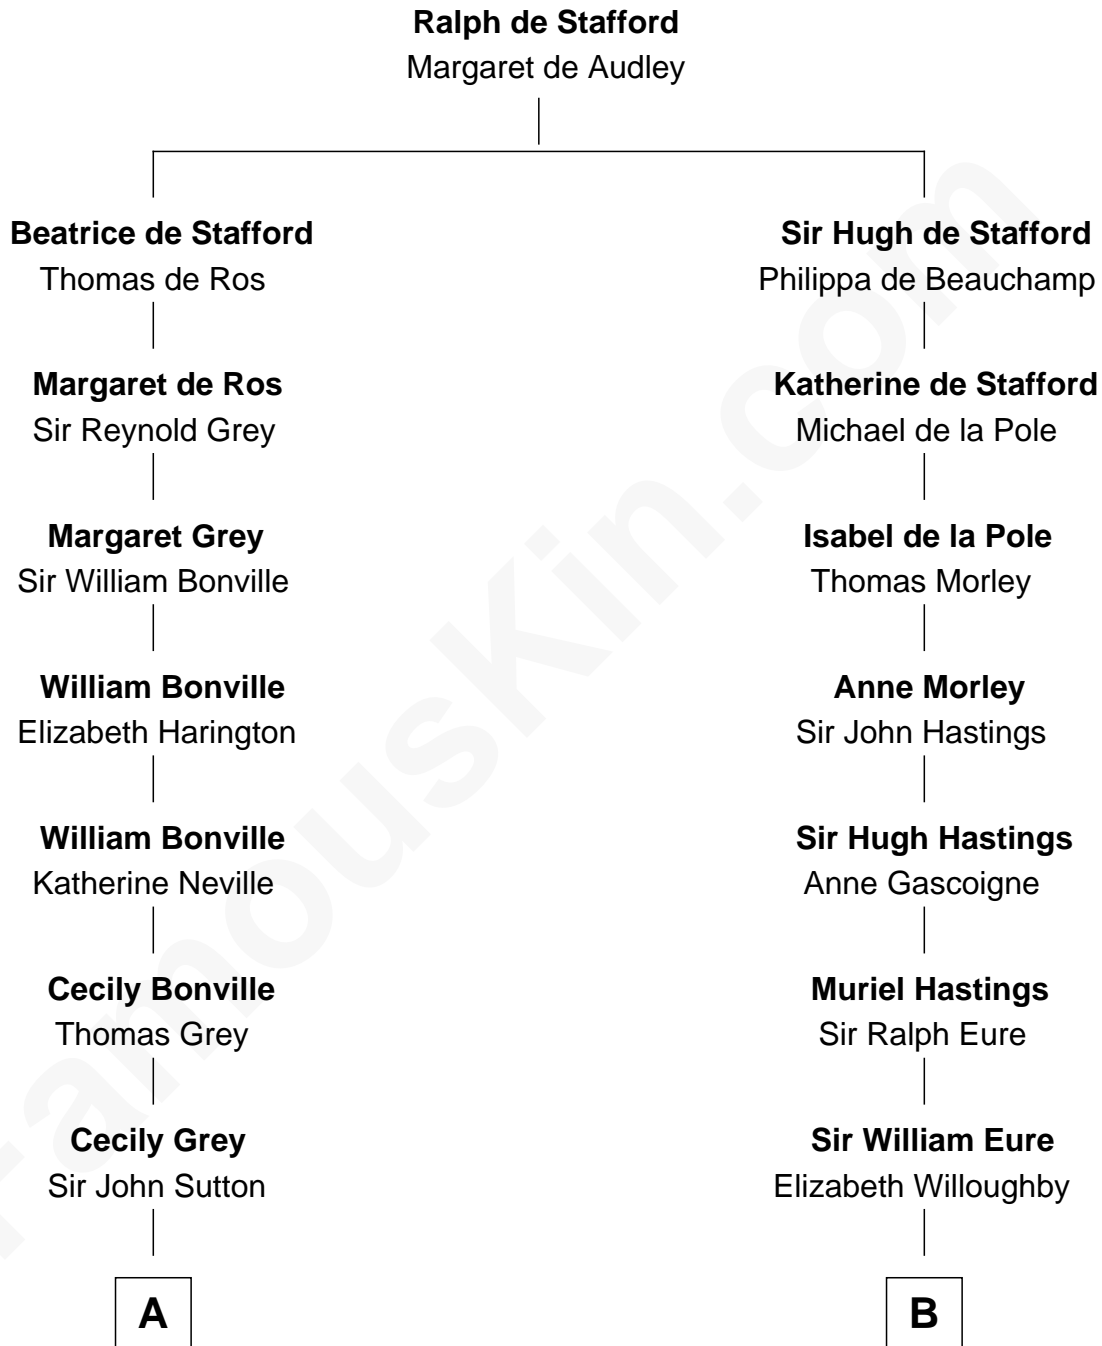 Ralph de Stafford
Margaret de Audley
Beatrice de Stafford
Thomas de Ros
Sir Hugh de Stafford
Philippa de Beauchamp
Margaret de Ros
Sir Reynold Grey
Katherine de Stafford
Michael de la Pole
Margaret Grey
Sir William Bonville
Isabel de la Pole
Thomas Morley
William Bonville
Elizabeth Harington
Anne Morley
Sir John Hastings
William Bonville
Katherine Neville
Sir Hugh Hastings
Anne Gascoigne
Cecily Bonville
Thomas Grey
Muriel Hastings
Sir Ralph Eure
Cecily Grey
Sir John Sutton
Sir William Eure
Elizabeth Willoughby
A
B
FamousKin.com